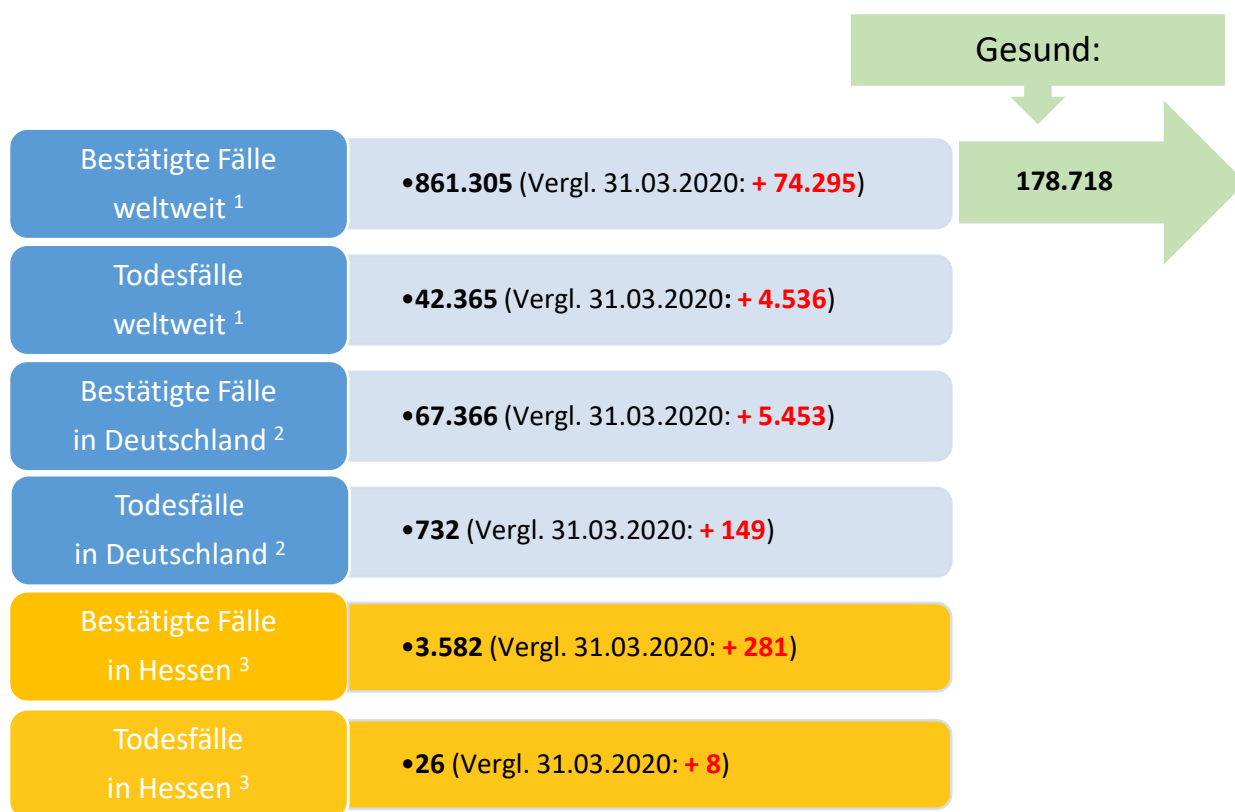 Gesund:
Bestätigte Fälle
weltweit ¹
•861.305 (Vergl. 31.03.2020: + 74.295)
178.718
Todesfälle
weltweit ¹
•42.365 (Vergl. 31.03.2020: + 4.536)
Bestätigte Fälle
in Deutschland ²
•67.366 (Vergl. 31.03.2020: + 5.453)
Todesfälle
in Deutschland ²
•732 (Vergl. 31.03.2020: + 149)
Bestätigte Fälle
in Hessen ³
•3.582 (Vergl. 31.03.2020: + 281)
Todesfälle
in Hessen ³
•26 (Vergl. 31.03.2020: + 8)